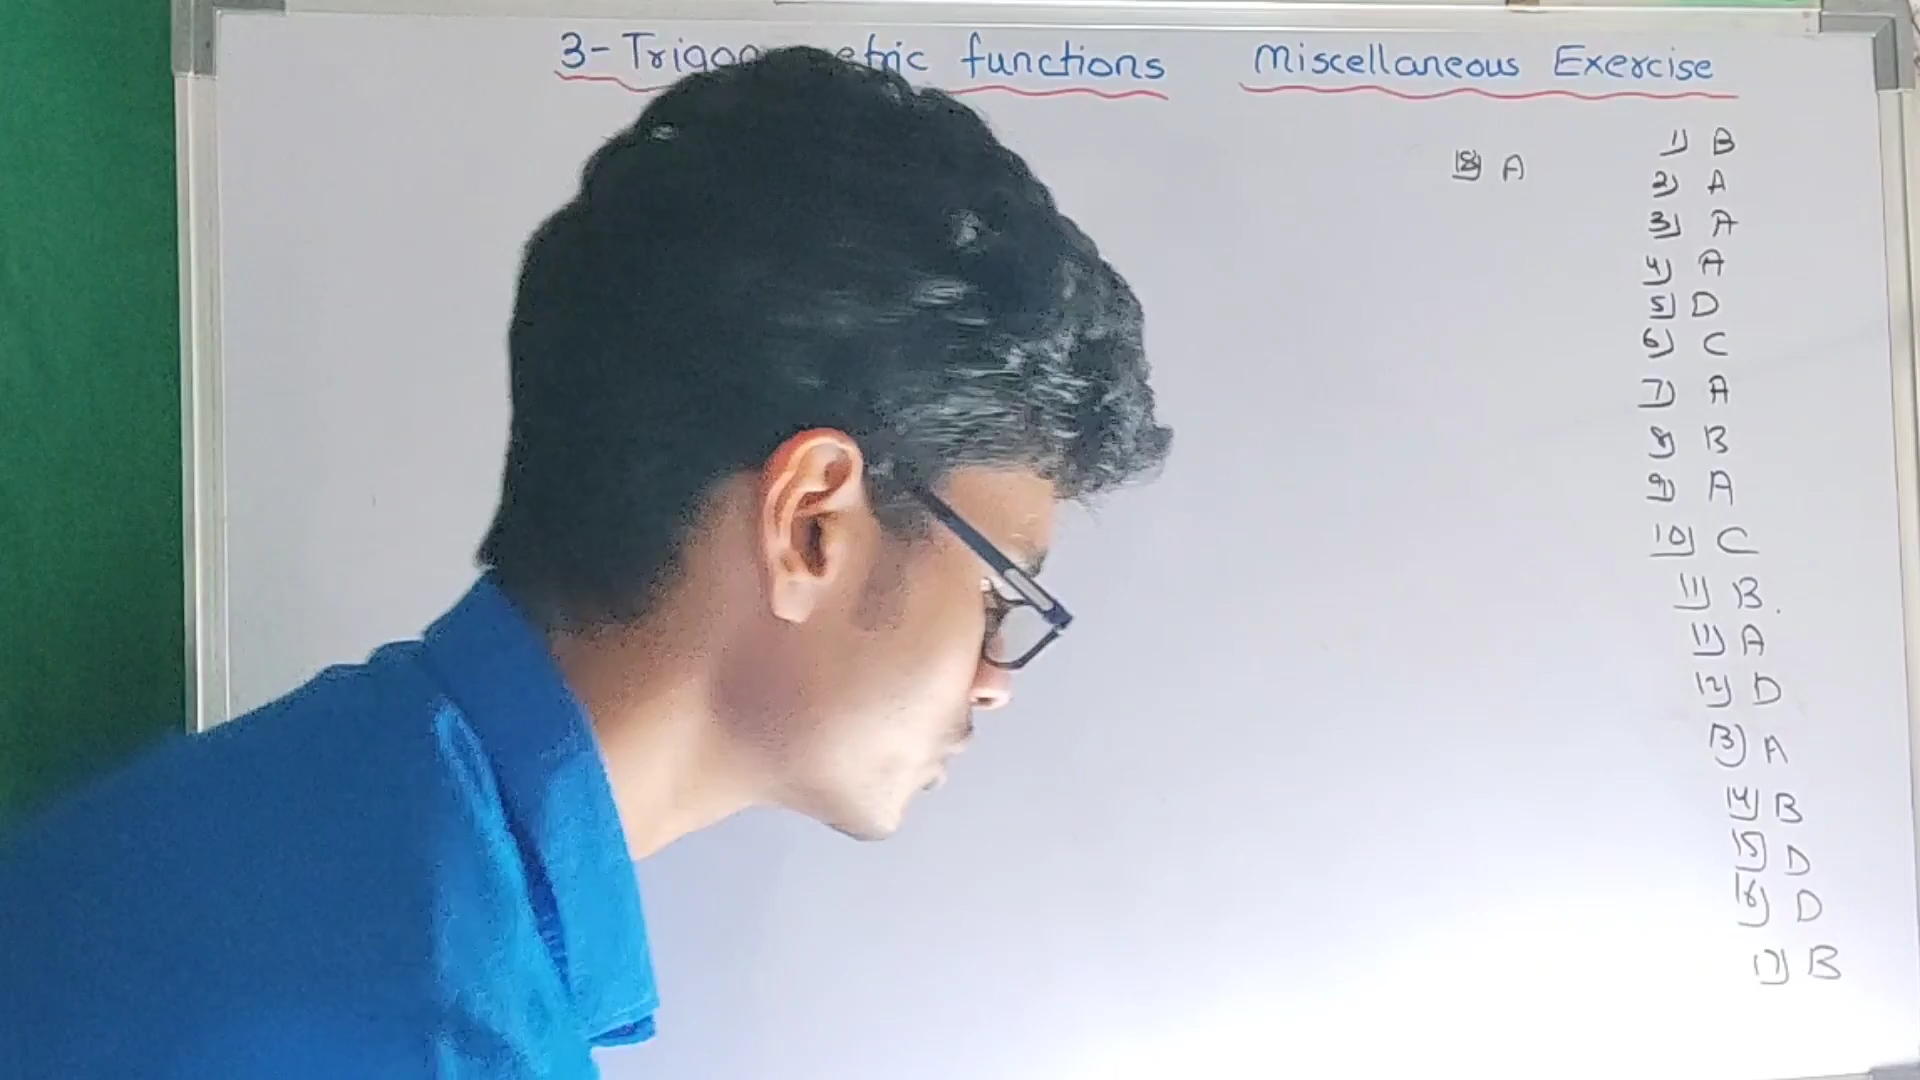 3- Trigonometric functions Miscellaneous Exercise
1) B
2) A
3) A
4) A
5) D
6) C
7) A
8) B
9) A
10) C
11) B.
11) A
12) D
13) A
14) B
15) D
16) D
17) B
18) A